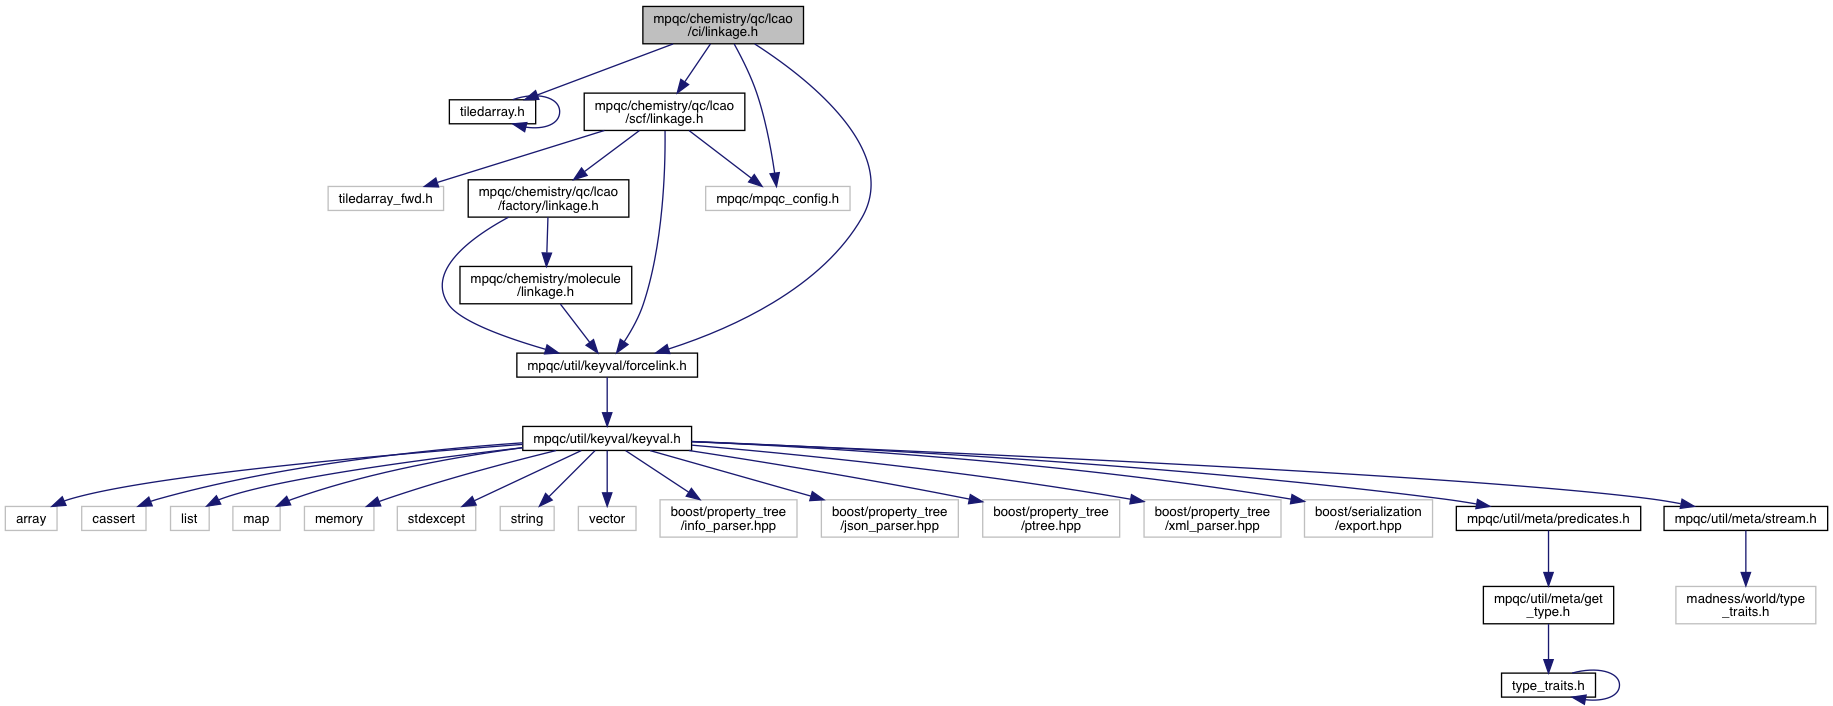 mpqc/chemistry/qc/lcao
/ci/linkage.h
tiledarray.h
mpqc/chemistry/qc/lcao
/scf/linkage.h
tiledarray_fwd.h
mpqc/chemistry/qc/lcao
/factory/linkage.h
mpqc/mpqc_config.h
mpqc/chemistry/molecule
/linkage.h
mpqc/util/keyval/forcelink.h
mpqc/util/keyval/keyval.h
array
cassert
list
map
memory
stdexcept
string
vector
boost/property_tree
/info_parser.hpp
boost/property_tree
/json_parser.hpp
boost/property_tree
/ptree.hpp
boost/property_tree
/xml_parser.hpp
boost/serialization
/export.hpp
mpqc/util/meta/predicates.h
mpqc/util/meta/stream.h
mpqc/util/meta/get
_type.h
madness/world/type
_traits.h
type_traits.h